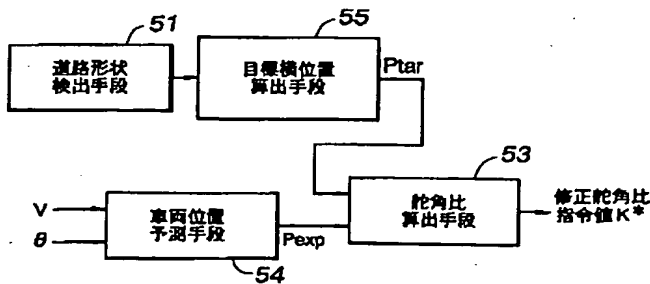 51
道路形状
検出手段
55
目標横位置
算出手段
Ptar
53
舵角比
算出手段
修正舵角比
指令値K*
V
θ
車両位置
予測手段
54
Pexp